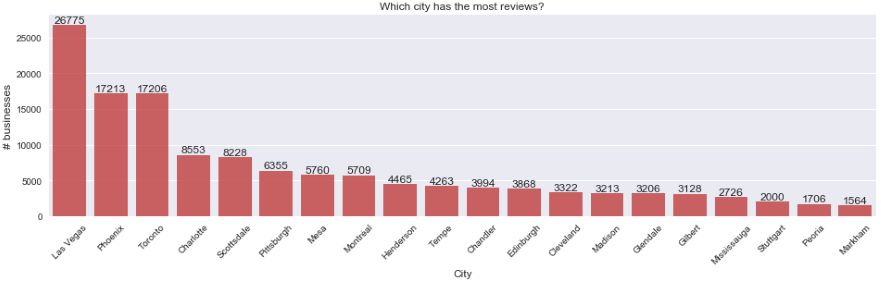 Which city has the most reviews?
# businesses
25000
20000
15000
10000
5000
0
26775
17213
17206
8553
8228
6355
5760
5709
4465
4263
3994
3868
3322
3213
3206
3128
2726
2000
1706
1564
Las Vegas
Phoenix
Toronto
Charlotte
Scottsdale
Pittsburgh
Mesa
Montréal
Henderson
Tempe
Chandler
Edinburgh
Cleveland
Madison
Glendale
Gilbert
Mississauga
Stuttgart
Peoria
Markham
City